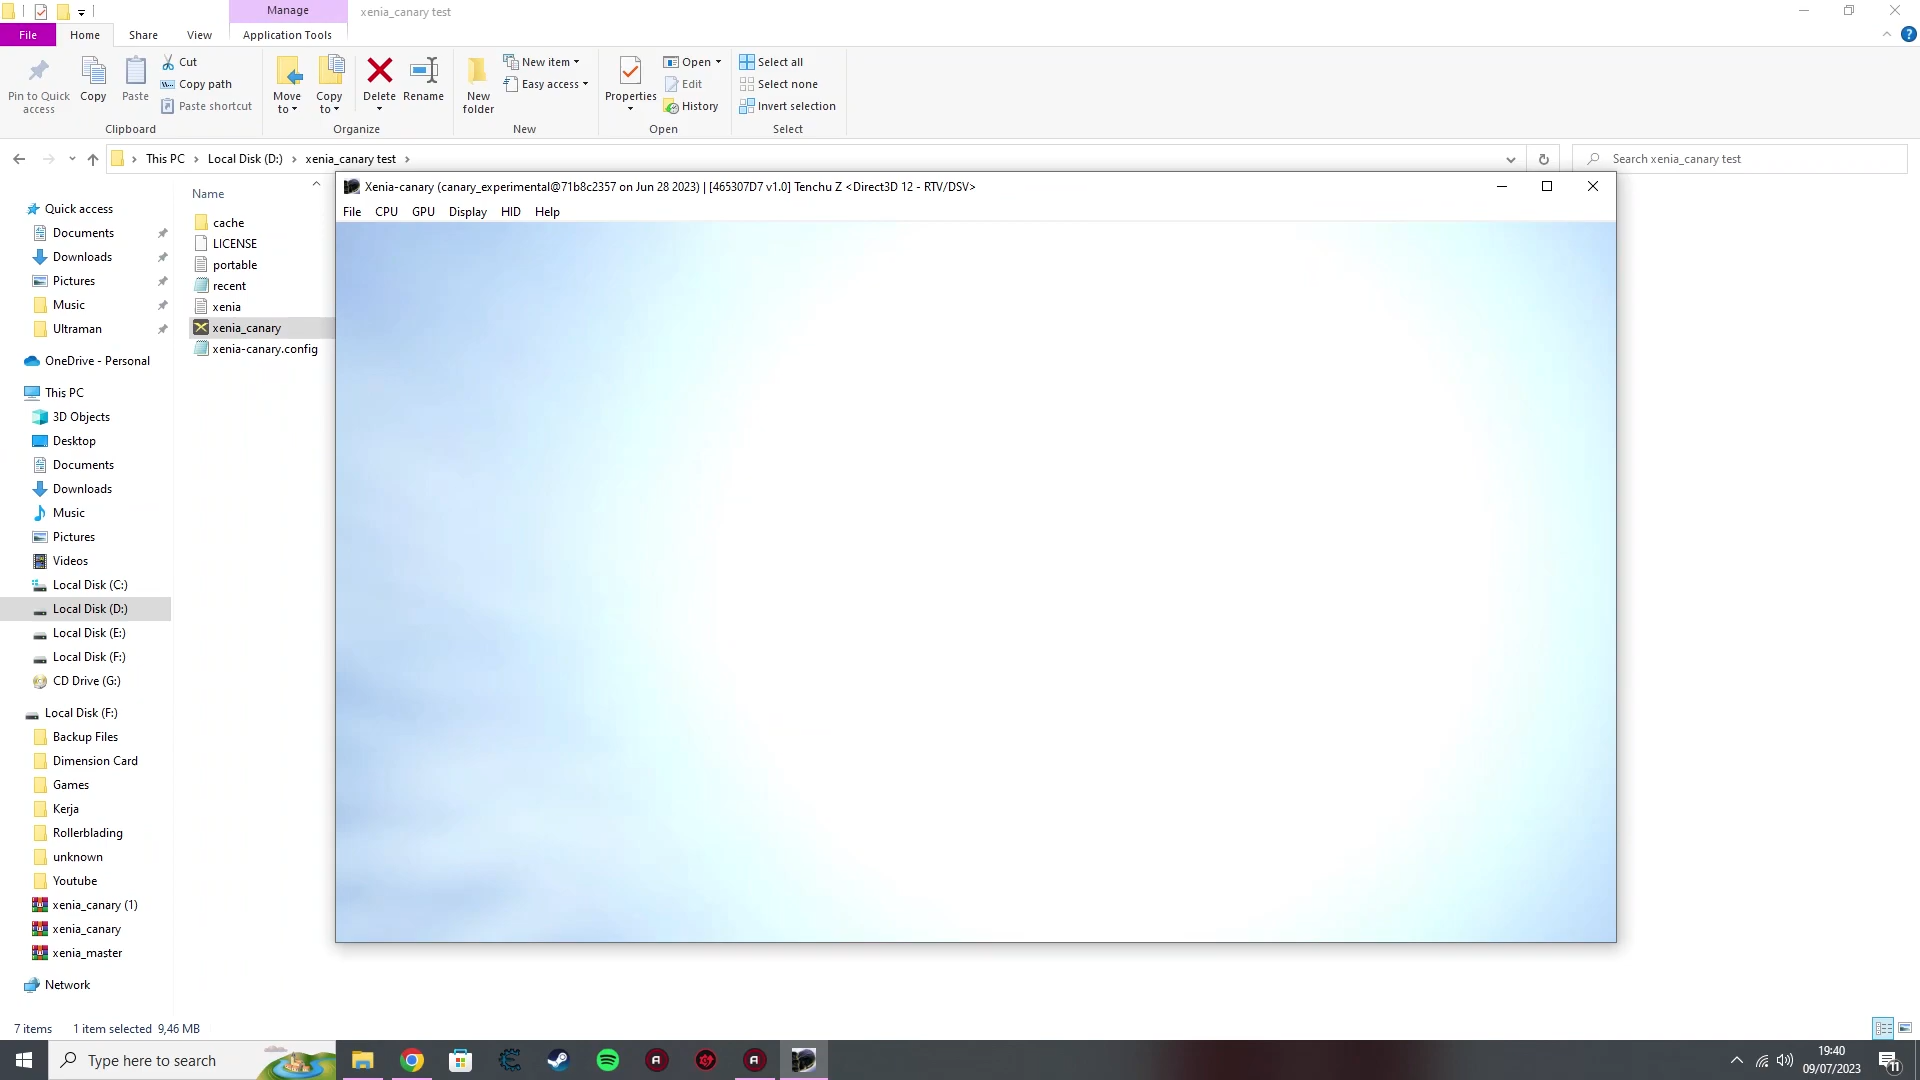 Manage
xenia_canary test
File
Home
Share
View
Application Tools
Pin to Quick access
Copy
Paste
Cut
Copy path
Paste shortcut
Clipboard
Move to
Copy to
Delete
Rename
Organize
New folder
New item
Easy access
New
Properties
Open
Edit
History
Open
Select all
Select none
Invert selection
Select
This PC
Local Disk (D:)
xenia_canary test
Search xenia_canary test
Quick access
Documents
Downloads
Pictures
Music
Ultraman
OneDrive - Personal
This PC
3D Objects
Desktop
Documents
Downloads
Music
Pictures
Videos
Local Disk (C:)
Local Disk (D:)
Local Disk (E:)
Local Disk (F:)
CD Drive (G:)
Local Disk (F:)
Backup Files
Dimension Card
Games
Kerja
Rollerblading
unknown
Youtube
xenia_canary (1)
xenia_canary
xenia_master
Network
Name
cache
LICENSE
portable
recent
xenia
xenia_canary
xenia-canary.config
Xenia-canary (canary_experimental@71b8c2357 on Jun 28 2023) | [465307D7 v1.0] Tenchu Z <Direct3D 12 - RTV/DSV>
File CPU GPU Display HID Help
7 items 1 item selected 9,46 MB
Type here to search
19:40
09/07/2023
11